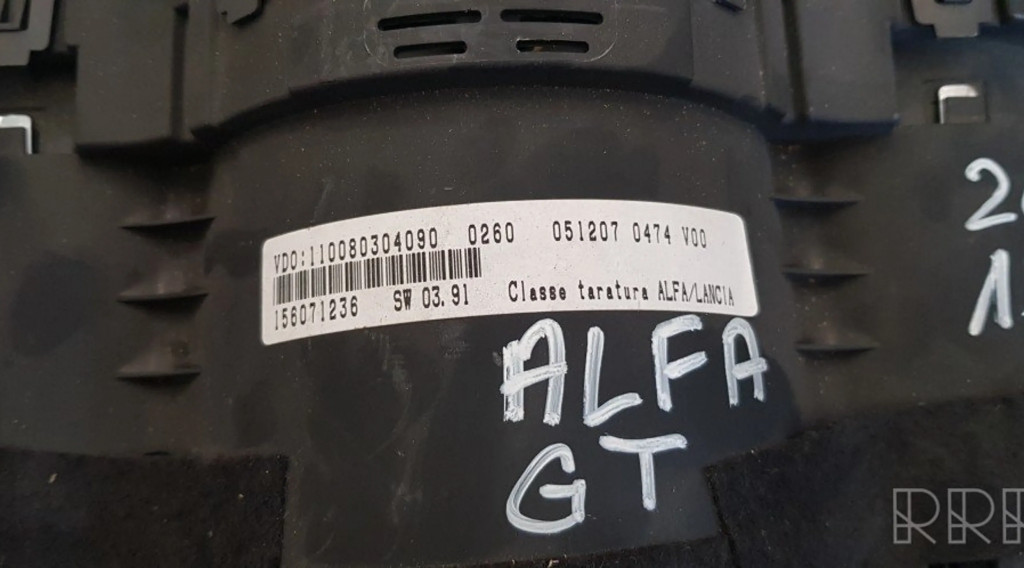 VDO:110080304090 0260 051207 0474 V00
156071236 SW 03.91 Classe taratura ALFA/LANCIA
ALFA
GT